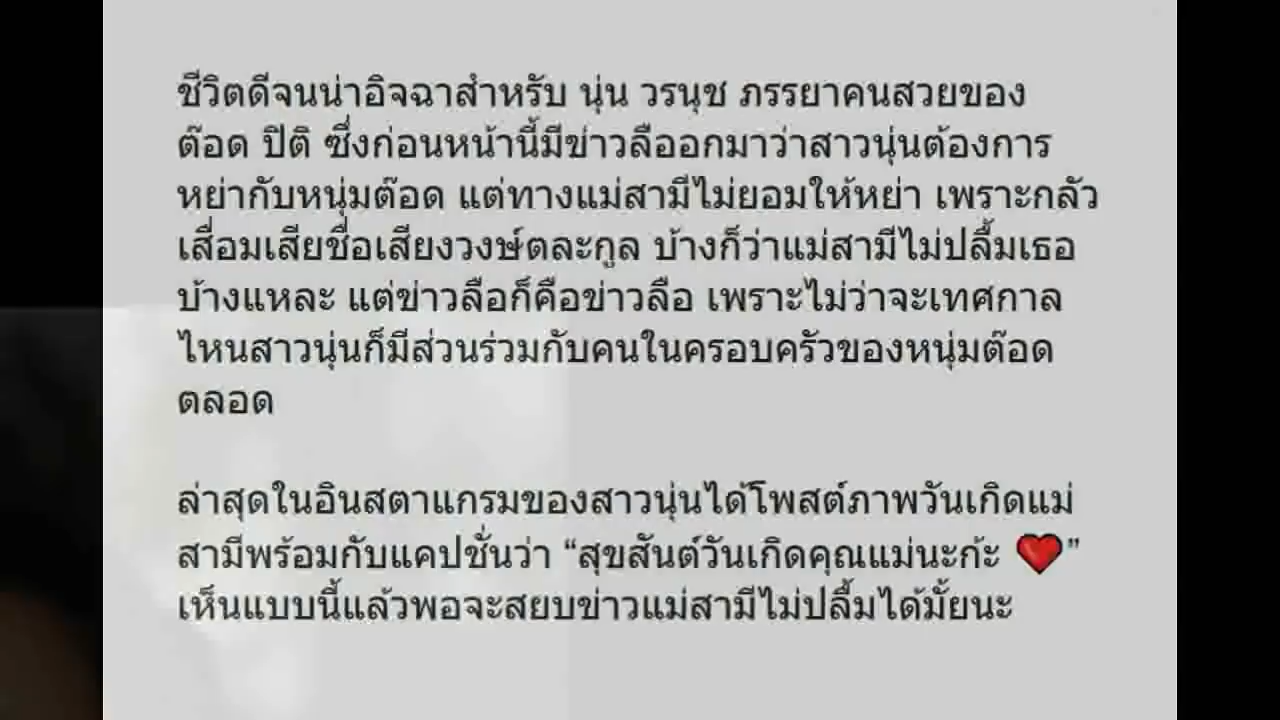 ชีวิตดีจนน่าอิจฉาสำหรับ นุ่น วรนุช ภรรยาคนสวยของ
ต๊อด ปิติ ซึ่งก่อนหน้านี้มีข่าวลือออกมาว่าสาวนุ่นต้องการ
หย่ากับหนุ่มต๊อด แต่ทางแม่สามีไม่ยอมให้หย่า เพราะกลัว
เสื่อมเสียชื่อเสียงวงษ์ตละกูล บ้างก็ว่าแม่สามีไม่ปลื้มเธอ
บ้างแหละ แต่ข่าวลือก็คือข่าวลือ เพราะไม่ว่าจะเทศกาล
ไหนสาวนุ่นก็มีส่วนร่วมกับคนในครอบครัวของหนุ่มต๊อด
ตลอด
ล่าสุดในอินสตาแกรมของสาวนุ่นได้โพสต์ภาพวันเกิดแม่
สามีพร้อมกับแคปชั่นว่า “สุขสันต์วันเกิดคุณแม่นะก้ะ ❤️”
เห็นแบบนี้แล้วพอจะสยบข่าวแม่สามีไม่ปลื้มได้มั้ยนะ